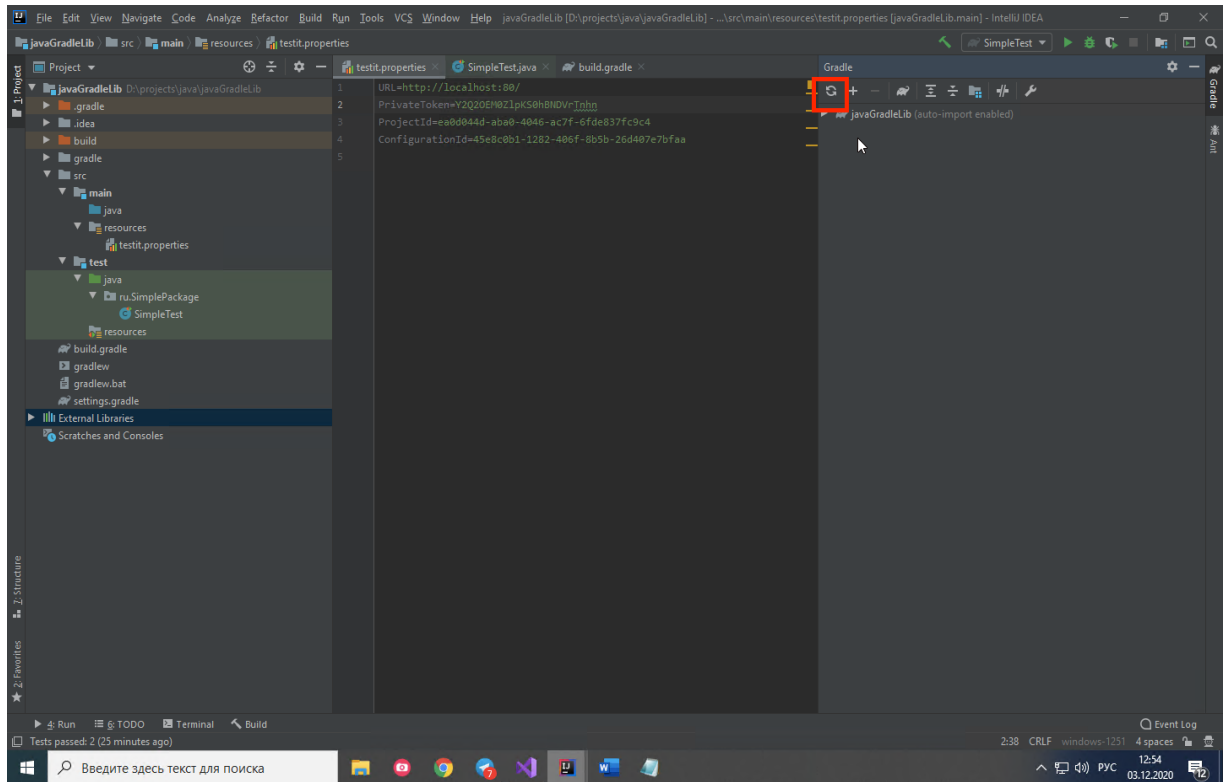 File Edit View Navigate Code Analyze Refactor Build Run Tools VCS Window Help javaGradleLib [D:\projects\java\javaGradleLib] - ...\src\main\resources\testit.properties [javaGradleLib.main] - IntelliJ IDEA
javaGradleLib src main resources testit.properties
SimpleTest
Project
testit.properties SimpleTest.java build.gradle
Gradle
1: Project
javaGradleLib D:\projects\java\javaGradleLib
.gradle
.idea
build
gradle
src
main
java
resources
testit.properties
test
java
ru.SimplePackage
SimpleTest
resources
build.gradle
gradlew
gradlew.bat
settings.gradle
External Libraries
Scratches and Consoles
1 URL=http://localhost:80/
2
3 ProjectId=ea0d044d-aba0-4046-ac7f-6fde837fc9c4
4 ConfigurationId=45e8c0b1-1282-406f-8b5b-26d407e7bfaa
5
javaGradleLib (auto-import enabled)
Gradle
Ant
7: Structure
2: Favorites
4: Run 6: TODO Terminal Build
Event Log
Tests passed: 2 (25 minutes ago)
2:38 CRLF windows-1251 4 spaces
Введите здесь текст для поиска
РУС
12:54
03.12.2020
12